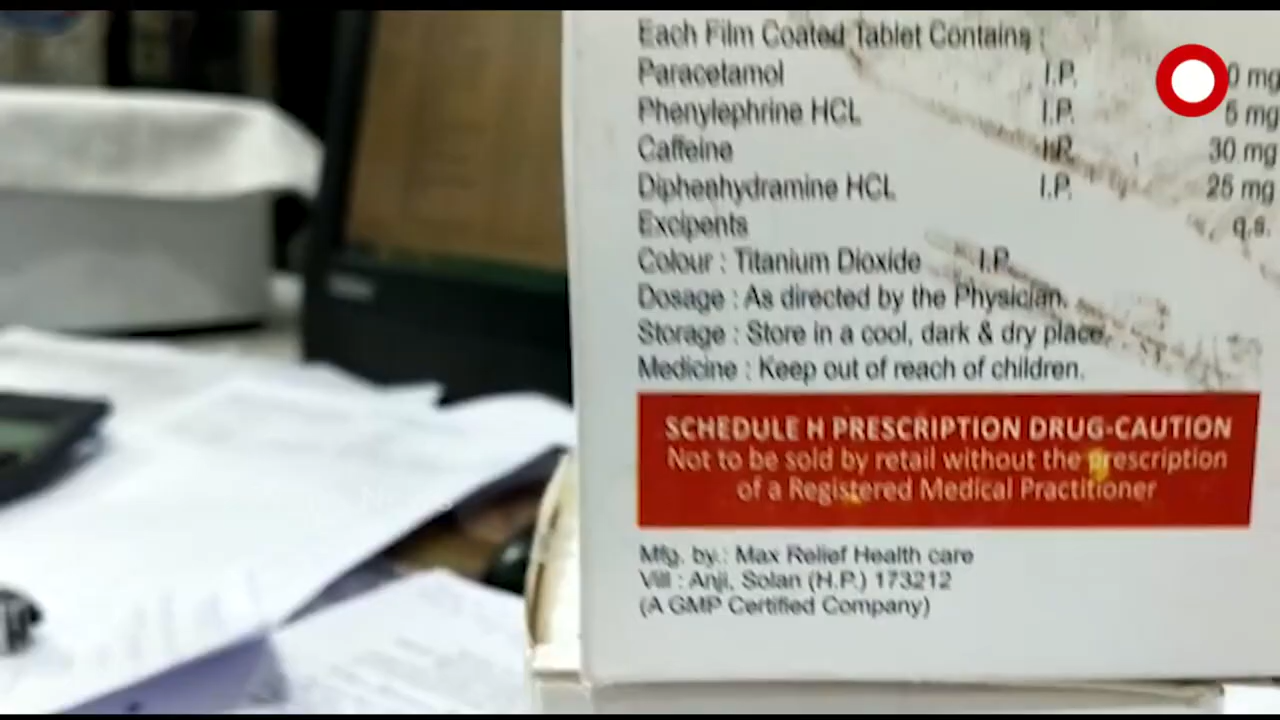 Each Film Coated Tablet Contains :
Paracetamol I.P. 0 mg
Phenylephrine HCL I.P. 5 mg
Caffeine I.P. 30 mg
Diphenhydramine HCL I.P. 25 mg
Excipents q.s.
Colour : Titanium Dioxide I.P.
Dosage : As directed by the Physician.
Storage : Store in a cool, dark & dry place.
Medicine : Keep out of reach of children.
SCHEDULE H PRESCRIPTION DRUG-CAUTION
Not to be sold by retail without the prescription
of a Registered Medical Practitioner
Mfg. by.: Max Relief Health care
Vill : Anji, Solan (H.P.) 173212
(A GMP Certified Company)